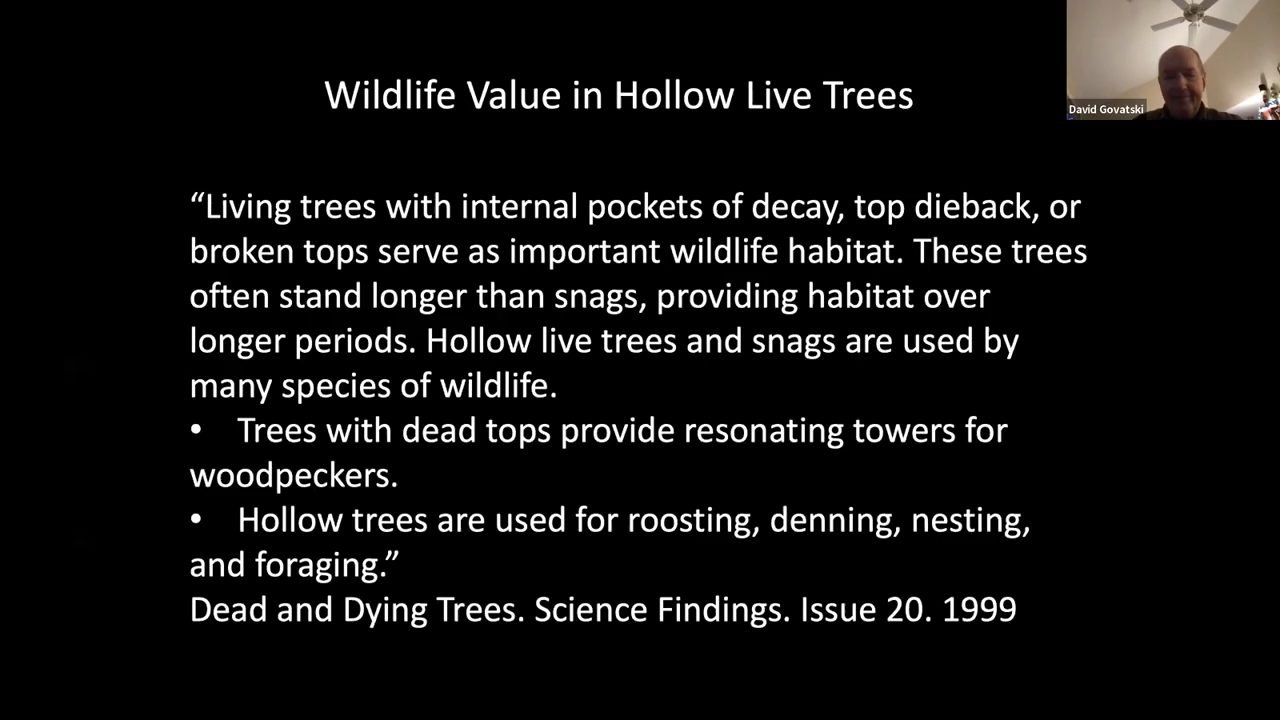 Wildlife Value in Hollow Live Trees
David Govatski
“Living trees with internal pockets of decay, top dieback, or
broken tops serve as important wildlife habitat. These trees
often stand longer than snags, providing habitat over
longer periods. Hollow live trees and snags are used by
many species of wildlife.
• Trees with dead tops provide resonating towers for
woodpeckers.
• Hollow trees are used for roosting, denning, nesting,
and foraging.”
Dead and Dying Trees. Science Findings. Issue 20. 1999